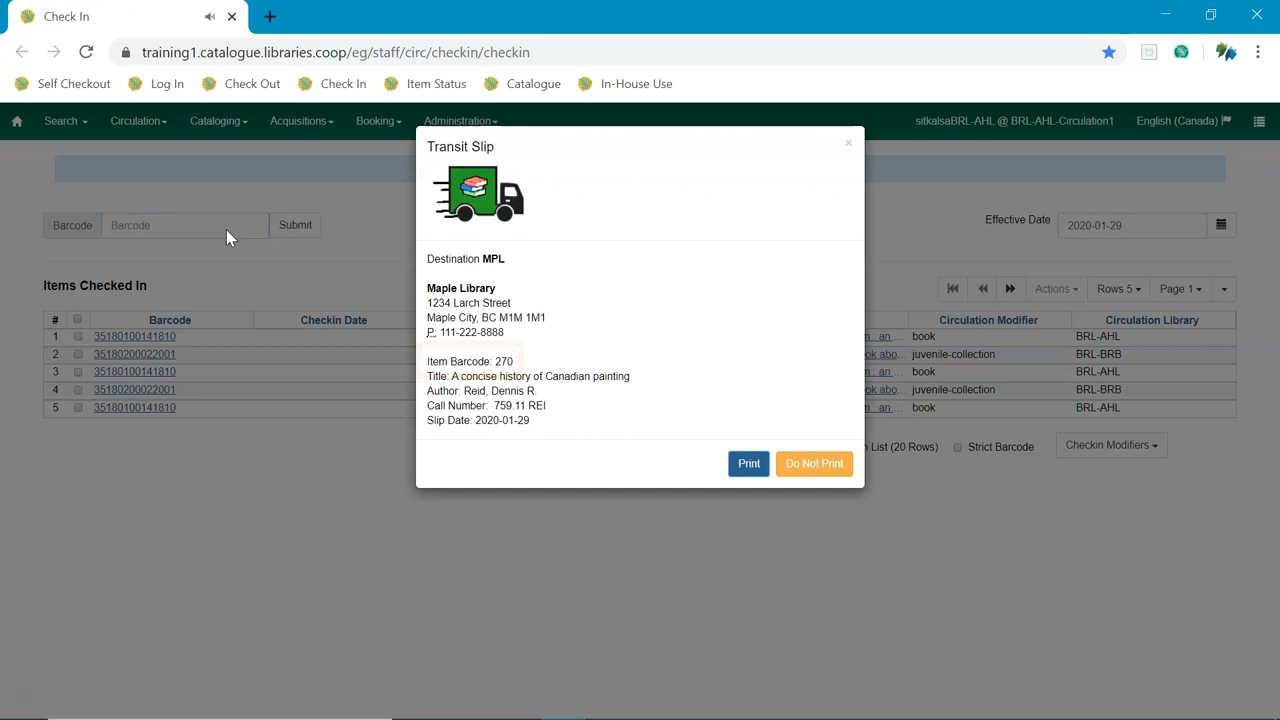 Check In
training1.catalogue.libraries.coop/eg/staff/circ/checkin/checkin
Self Checkout Log In Check Out Check In Item Status Catalogue In-House Use
Search Circulation Cataloging Acquisitions Booking Administration sitkalsaBRL-AHL @ BRL-AHL-Circulation1 English (Canada)
Transit Slip ×
Barcode Barcode Submit
Effective Date 2020-01-29
Destination MPL
Maple Library
1234 Larch Street
Maple City, BC M1M 1M1
P: 111-222-8888
Item Barcode: 270
Title: A concise history of Canadian painting
Author: Reid, Dennis R.
Call Number: 759.11 REI
Slip Date: 2020-01-29
Print Do Not Print
Items Checked In
Actions Rows 5 Page 1
# Barcode Checkin Date Circulation Modifier Circulation Library
1 35180100141810 : an ... book BRL-AHL
2 35180200022001 ok abo... juvenile-collection BRL-BRB
3 35180100141810 : an ... book BRL-AHL
4 35180200022001 ok abo... juvenile-collection BRL-BRB
5 35180100141810 : an ... book BRL-AHL
List (20 Rows) Strict Barcode Checkin Modifiers